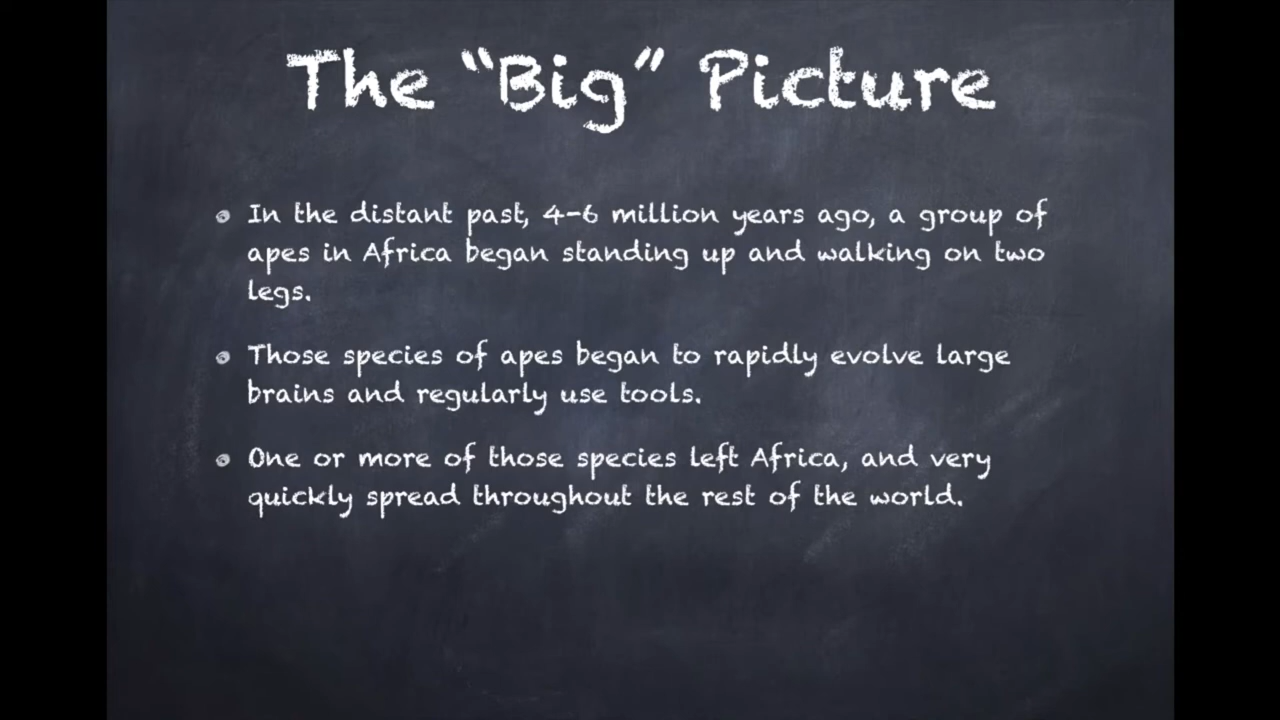 The “Big” Picture
In the distant past, 4-6 million years ago, a group of
apes in Africa began standing up and walking on two
legs.
Those species of apes began to rapidly evolve large
brains and regularly use tools.
One or more of those species left Africa, and very
quickly spread throughout the rest of the world.